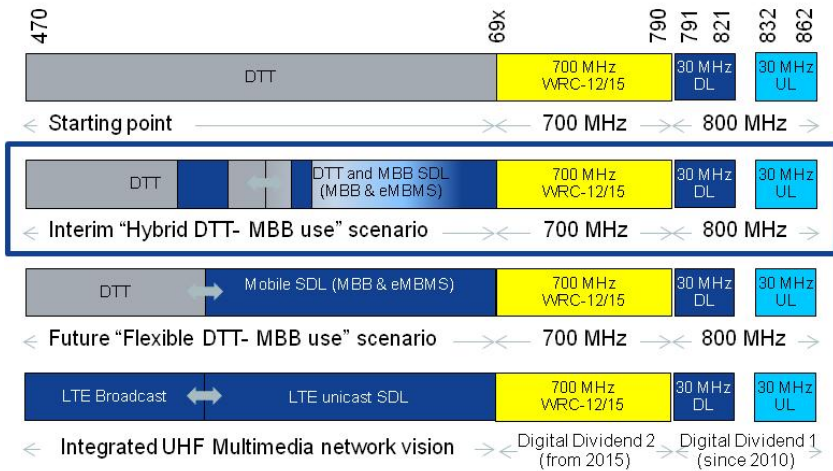 470 69x 790 791 821 832 862
DTT
700 MHz
WRC-12/15
30 MHz
DL
30 MHz
UL
Starting point
700 MHz
800 MHz
DTT
DTT and MBB SDL
(MBB & eMBMS)
700 MHz
WRC-12/15
30 MHz
DL
30 MHz
UL
Interim "Hybrid DTT- MBB use" scenario
700 MHz
800 MHz
DTT
Mobile SDL (MBB & eMBMS)
700 MHz
WRC-12/15
30 MHz
DL
30 MHz
UL
Future "Flexible DTT- MBB use" scenario
700 MHz
800 MHz
LTE Broadcast
LTE unicast SDL
700 MHz
WRC-12/15
30 MHz
DL
30 MHz
UL
Integrated UHF Multimedia network vision
Digital Dividend 2
(from 2015)
Digital Dividend 1
(since 2010)